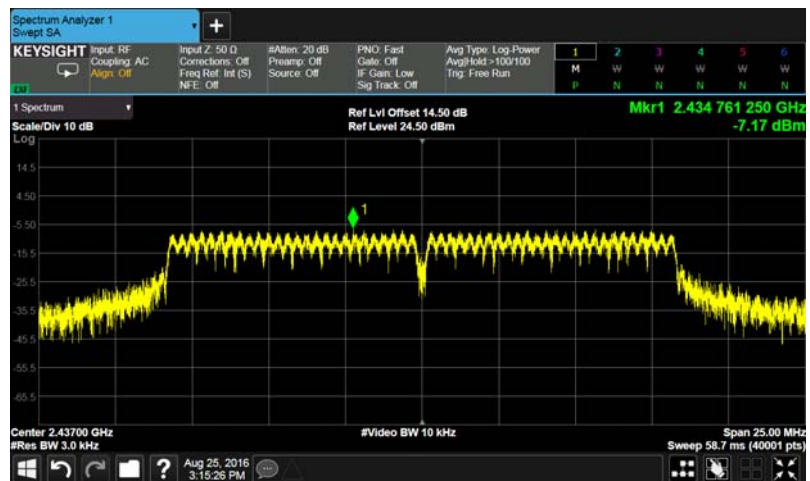 Spectrum Analyzer 1
Swept SA
+
KEYSIGHT
Input: RF
Coupling: AC
Align: Off
Input Z: 50 Ω
Corrections: Off
Freq Ref: Int (S)
NFE: Off
#Atten: 20 dB
Preamp: Off
Source: Off
PNO: Fast
Gate: Off
IF Gain: Low
Sig Track: Off
Avg Type: Log-Power
Avg|Hold:>100/100
Trig: Free Run
1 2 3 4 5 6
M W W W W W
P N N N N N
1 Spectrum
Scale/Div 10 dB
Log
Ref Lvl Offset 14.50 dB
Ref Level 24.50 dBm
Mkr1 2.434 761 250 GHz
-7.17 dBm
14.5
4.50
-5.50
-15.5
-35.5
-45.5
-55.5
-65.5
1
Center 2.43700 GHz
#Res BW 3.0 kHz
#Video BW 10 kHz
Span 25.00 MHz
Sweep 58.7 ms (40001 pts)
?
Aug 25, 2016
3:15:26 PM